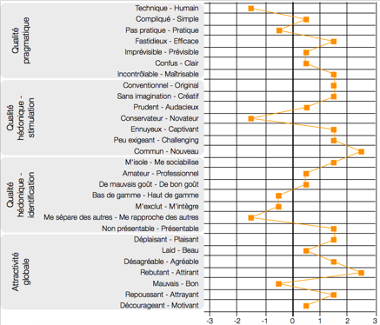 Qualité
pragmatique
Technique - Humain
Compliqué - Simple
Pas pratique - Pratique
Fastidieux - Efficace
Imprévisible - Prévisible
Confus - Clair
Incontrôlable - Maîtrisable
Qualité
hédonique -
stimulation
Conventionnel - Original
Sans imagination - Créatif
Prudent - Audacieux
Conservateur - Novateur
Ennuyeux - Captivant
Peu exigeant - Challenging
Commun - Nouveau
Qualité
hédonique -
identification
M'isole - Me sociabilise
Amateur - Professionnel
De mauvais goût - De bon goût
Bas de gamme - Haut de gamme
M'exclut - M'intègre
Me sépare des autres - Me rapproche des autres
Non présentable - Présentable
Attractivité
globale
Déplaisant - Plaisant
Laid - Beau
Désagréable - Agréable
Rebutant - Attirant
Mauvais - Bon
Repoussant - Attrayant
Décourageant - Motivant
-3 -2 -1 0 1 2 3